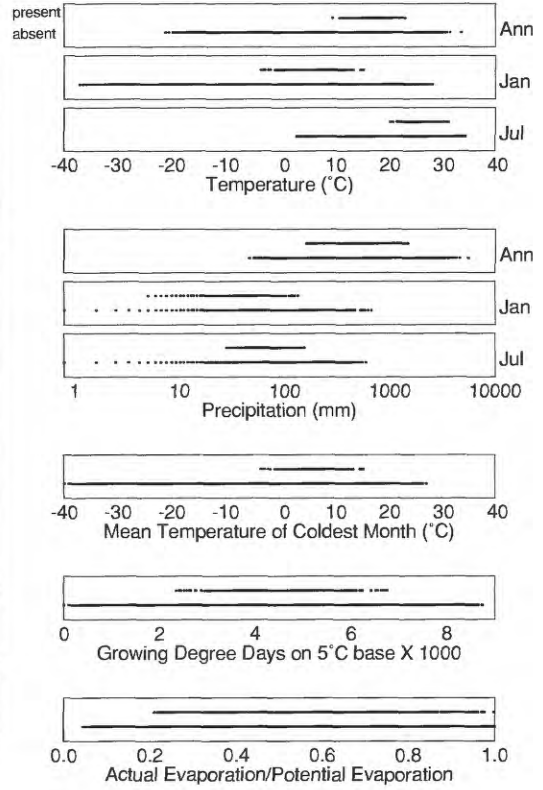 present
absent
Ann
Jan
Jul
-40 -30 -20 -10 0 10 20 30 40
Temperature (˚C)
Ann
Jan
Jul
1 10 100 1000 10000
Precipitation (mm)
-40 -30 -20 -10 0 10 20 30 40
Mean Temperature of Coldest Month (˚C)
0 2 4 6 8
Growing Degree Days on 5˚C base X 1000
0.0 0.2 0.4 0.6 0.8 1.0
Actual Evaporation/Potential Evaporation